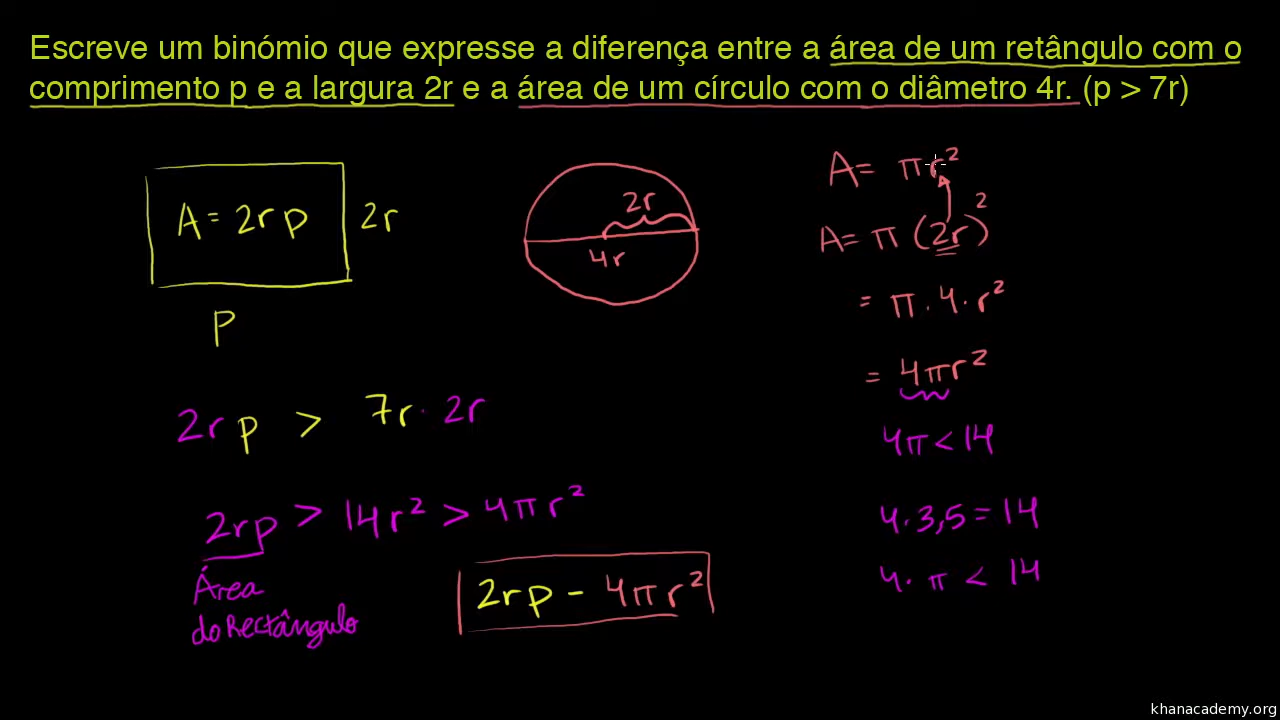 Escreve um binómio que expresse a diferença entre a área de um retângulo com o
comprimento p e a largura 2r e a área de um círculo com o diâmetro 4r. (p > 7r)
A = 2rp
2r
p
2r
4r
A = πr²
A = π (2r)²
= π · 4 · r²
= 4πr²
4π < 14
4 · 3,5 = 14
4 · π < 14
2r p > 7r · 2r
2rp > 14r² > 4πr²
Área
do Rectângulo
2rp - 4πr²
khanacademy.org